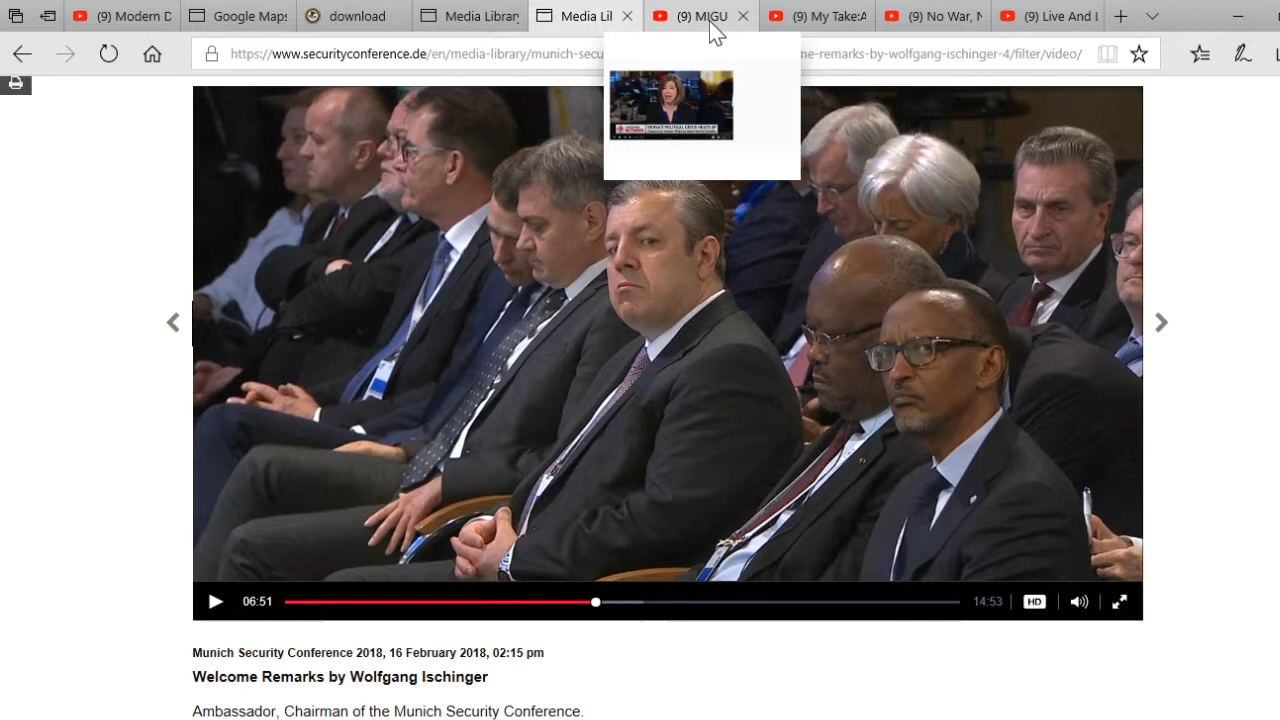 (9) Modern D
Google Maps
download
Media Library
Media Lil
(9) MIGU
(9) My Take:A
(9) No War, N
(9) Live And L
https://www.securityconference.de/en/media-library/munich-secu
me-remarks-by-wolfgang-ischinger-4/filter/video/
06:51
14:53
HD
Munich Security Conference 2018, 16 February 2018, 02:15 pm
Welcome Remarks by Wolfgang Ischinger
Ambassador, Chairman of the Munich Security Conference.